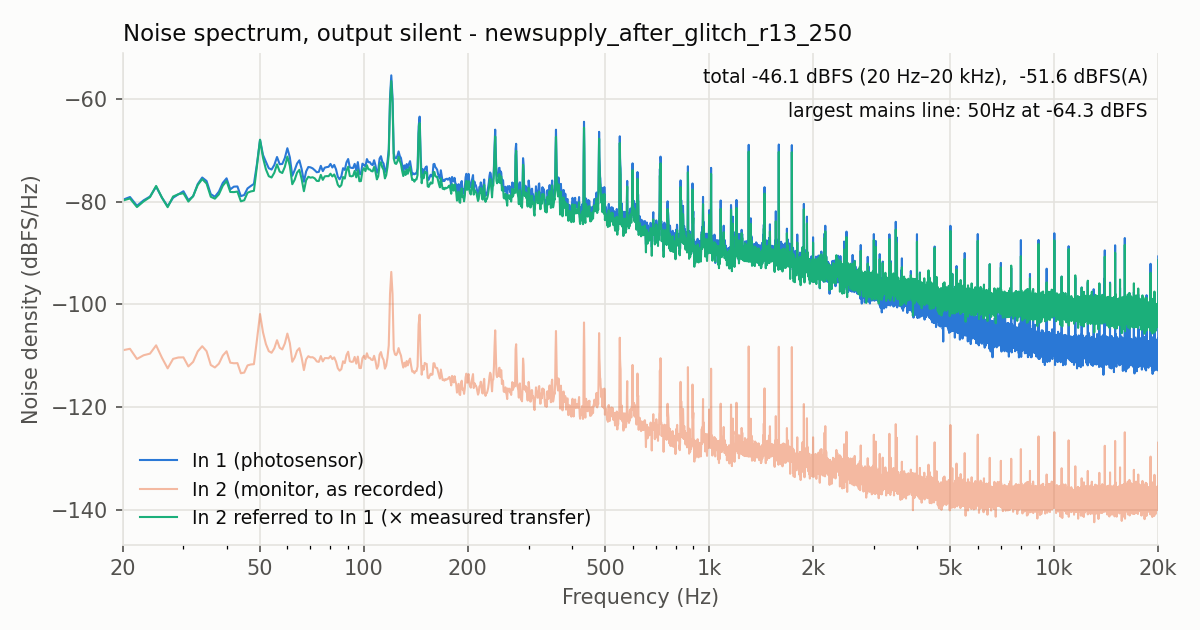 Noise spectrum, output silent - newsupply_after_glitch_r13_250
total -46.1 dBFS (20 Hz–20 kHz),  -51.6 dBFS(A)
largest mains line: 50Hz at -64.3 dBFS
Noise density (dBFS/Hz)
−60
−80
−100
−120
−140
In 1 (photosensor)
In 2 (monitor, as recorded)
In 2 referred to In 1 (× measured transfer)
20 50 100 200 500 1k 2k 5k 10k 20k
Frequency (Hz)